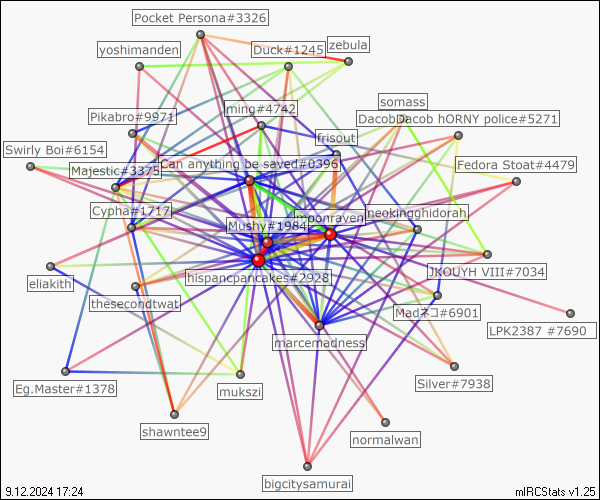 Pocket Persona#3326
yoshimanden
Duck#1245
zebula
ming#4742
somass
Pikabro#9971
DacobDacob hORNY police#5271
frisout
Swirly Boi#6154
Majestic#3375
Can anything be saved#0396
Fedora Stoat#4479
Cypha#1717
Mushy#1984
moonraven
neokingghidorah
eliakith
hispancpancakes#2928
JKOUYH VIII#7034
thesecondtwat
Madネコ#6901
LPK2387 #7690
marcemadness
Eg.Master#1378
mukszi
Silver#7938
shawntee9
normalwan
bigcitysamurai
9.12.2024 17:24
mIRCStats v1.25